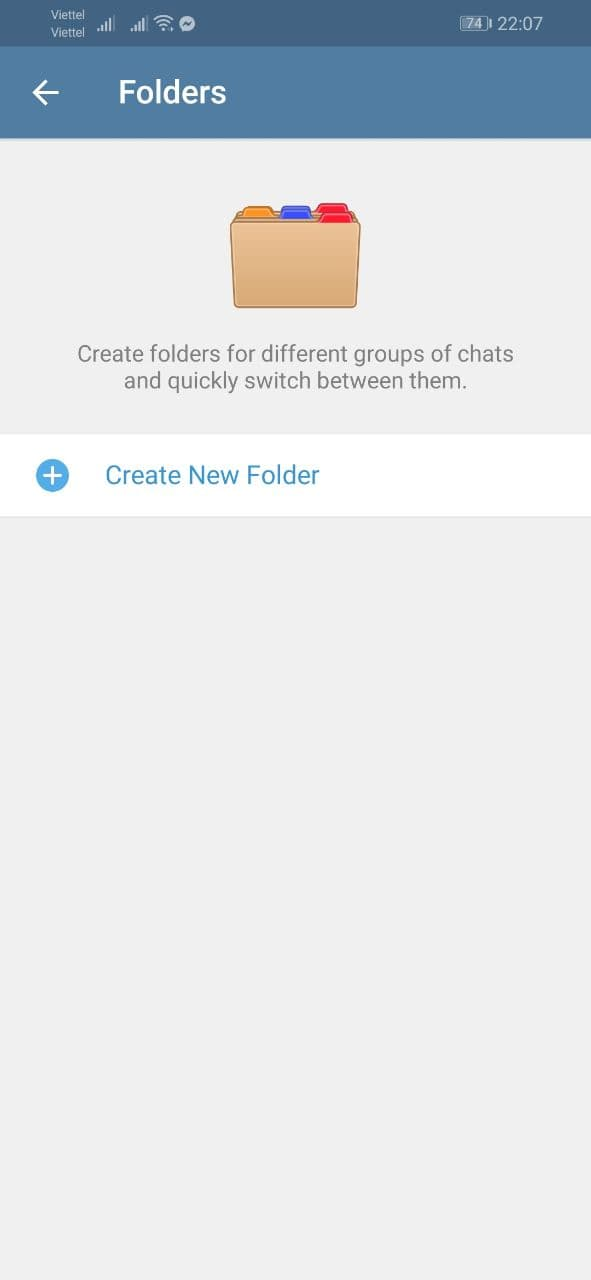 Viettel
Viettel
74 22:07
Folders
Create folders for different groups of chats
and quickly switch between them.
Create New Folder